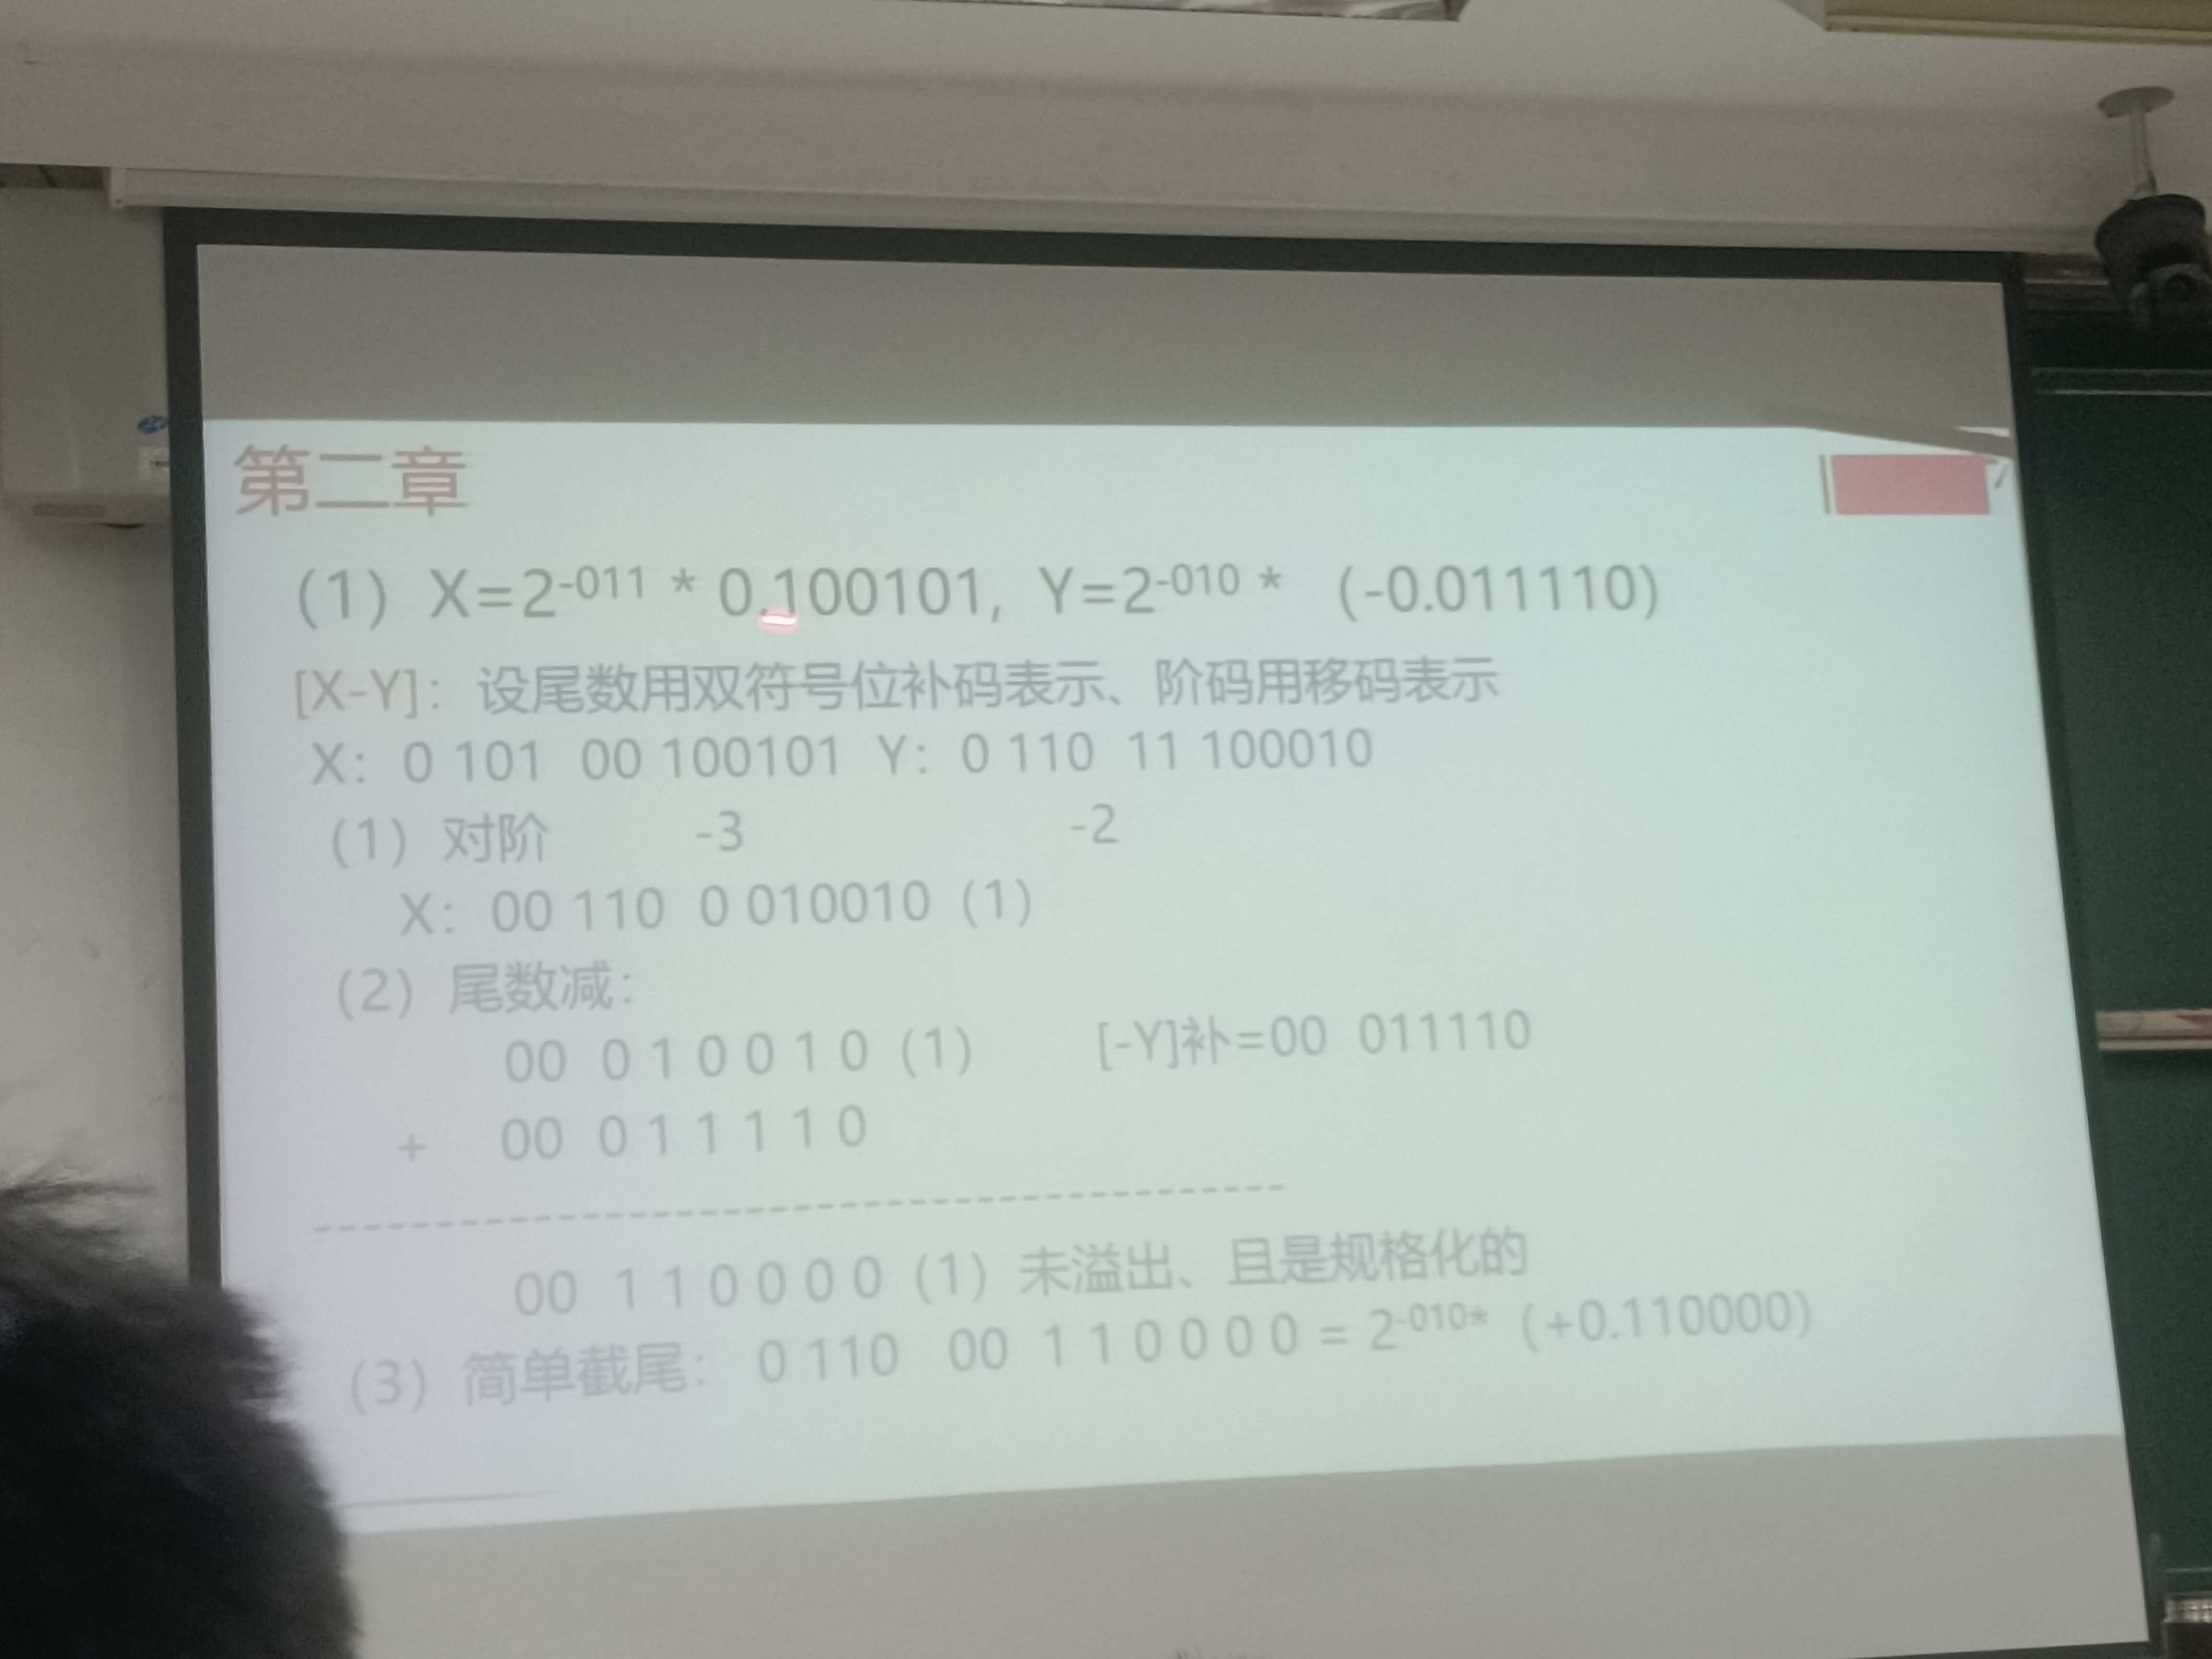 第二章
(1) X=2-011 * 0.100101, Y=2-010 * (-0.011110)
[X-Y]: 设尾数用双符号位补码表示、阶码用移码表示
X: 0 101 00 100101 Y: 0 110 11 100010
(1) 对阶 -3 -2
X: 00 110 0 010010 (1)
(2) 尾数减:
00 0 1 0 0 1 0 (1) [-Y]补=00 011110
+ 00 0 1 1 1 1 0
00 1 1 0 0 0 0 (1) 未溢出、且是规格化的
(3) 简单截尾: 0 110 00 1 1 0 0 0 0 = 2-010* (+0.110000)